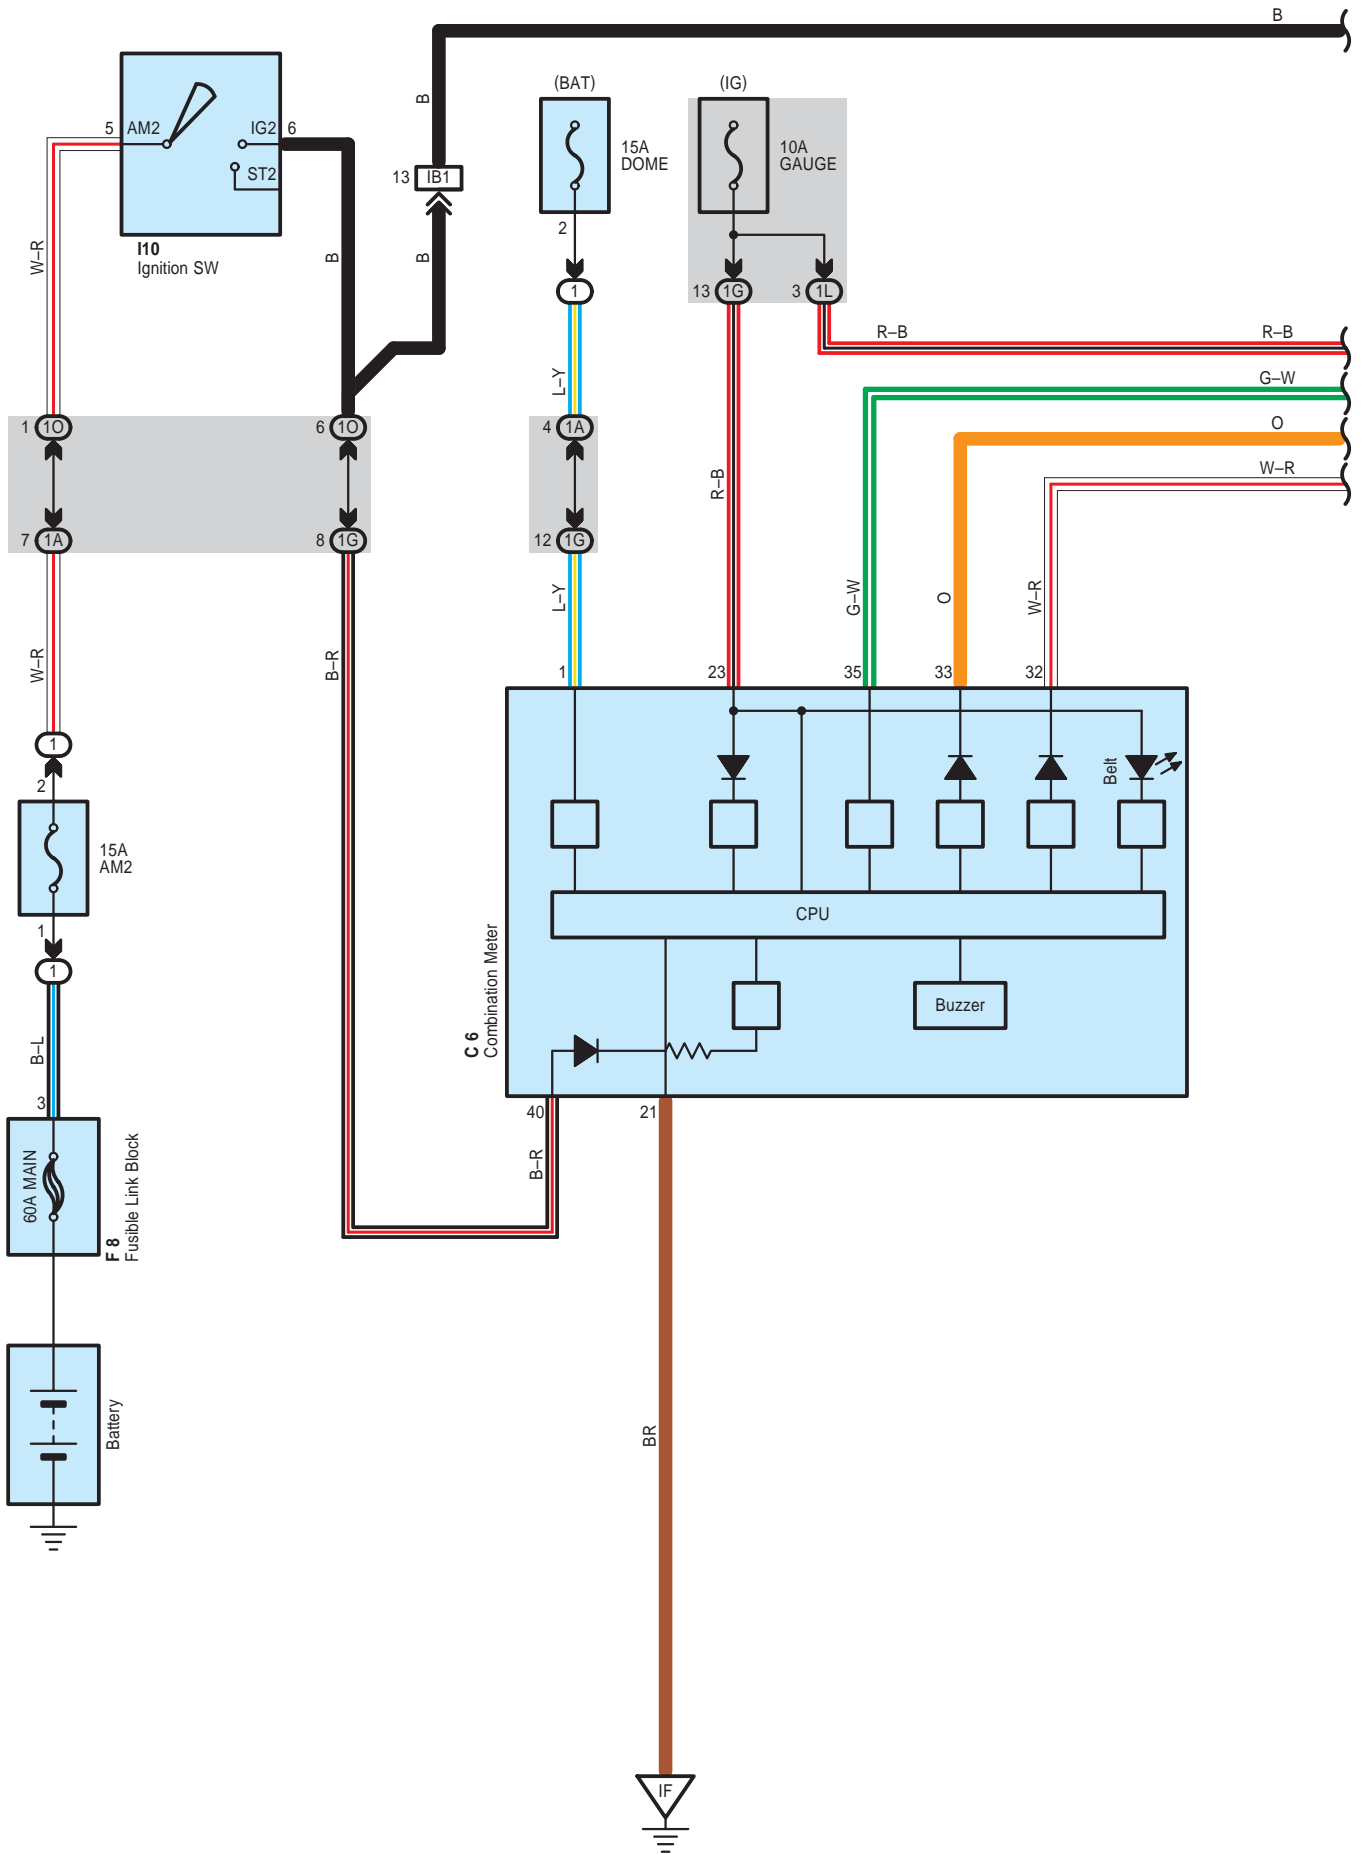 B
(BAT)
(IG)
5
AM2
IG2
6
ST2
I10
Ignition SW
B
13
IB1
15A
DOME
10A
GAUGE
2
W–R
B
B
1
13
1G
3
1L
R–B
R–B
G–W
O
W–R
L–Y
1
1O
6
1O
4
1A
R–B
7
1A
8
1G
12
1G
W–R
B–R
L–Y
G–W
O
W–R
1
23
35
33
32
1
2
15A
AM2
1
1
Belt
CPU
Buzzer
C 6
Combination Meter
B–L
3
60A MAIN
F 8
Fusible Link Block
40
21
B–R
Battery
BR
IF